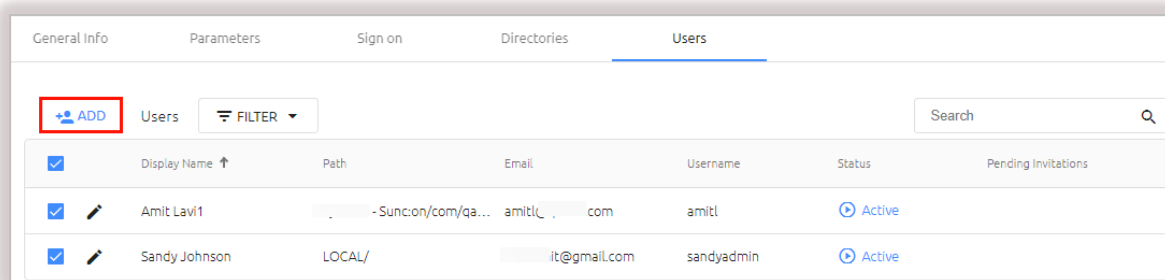 General Info Parameters Sign on Directories Users
ADD Users FILTER Search
Display Name Path Email Username Status Pending Invitations
Amit Lavi1 - Sunc:on/com/qa... amitl com amitl Active
Sandy Johnson LOCAL/ it@gmail.com sandyadmin Active